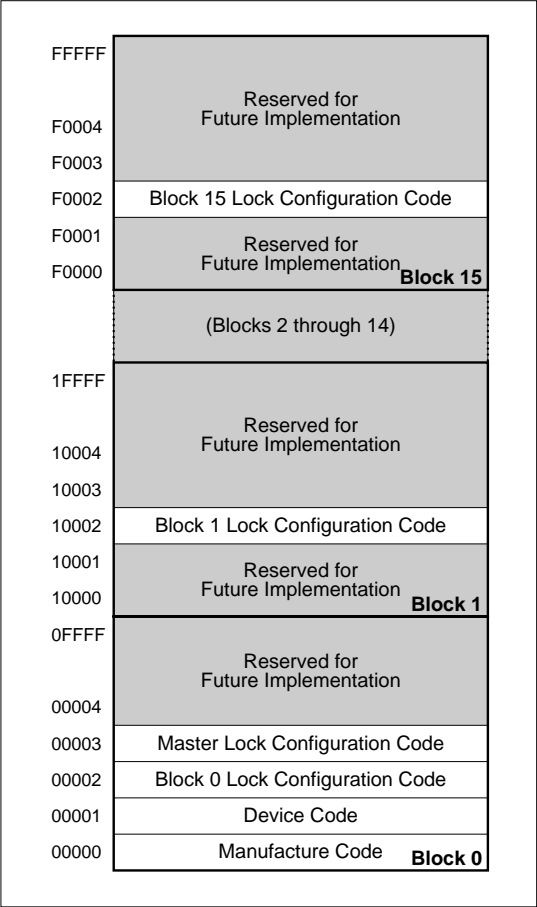 FFFFF
Reserved for
Future Implementation
F0004
F0003
F0002 Block 15 Lock Configuration Code
F0001
Reserved for
Future Implementation
F0000
Block 15
(Blocks 2 through 14)
1FFFF
Reserved for
Future Implementation
10004
10003
10002 Block 1 Lock Configuration Code
10001
Reserved for
Future Implementation
10000
Block 1
0FFFF
Reserved for
Future Implementation
00004
00003 Master Lock Configuration Code
00002 Block 0 Lock Configuration Code
00001 Device Code
00000 Manufacture Code Block 0